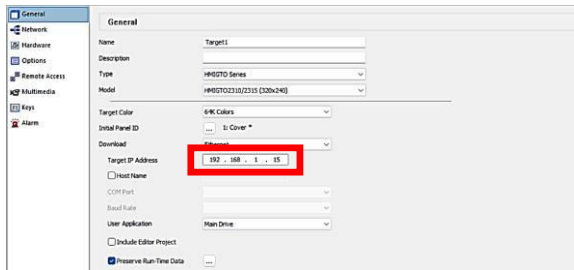 General
Network
Hardware
Options
Remote Access
Multimedia
Keys
Alarm
General
Name Target1
Description
Type HMIGTO Series
Model HMIGTO2310/2315 (320x240)
Target Color 64K Colors
Initial Panel ID ... 1: Cover *
Download Ethernet
Target IP Address 192 . 168 . 1 . 15
Host Name
COM Port
Baud Rate
User Application Main Drive
Include Editor Project
Preserve Run-Time Data ...